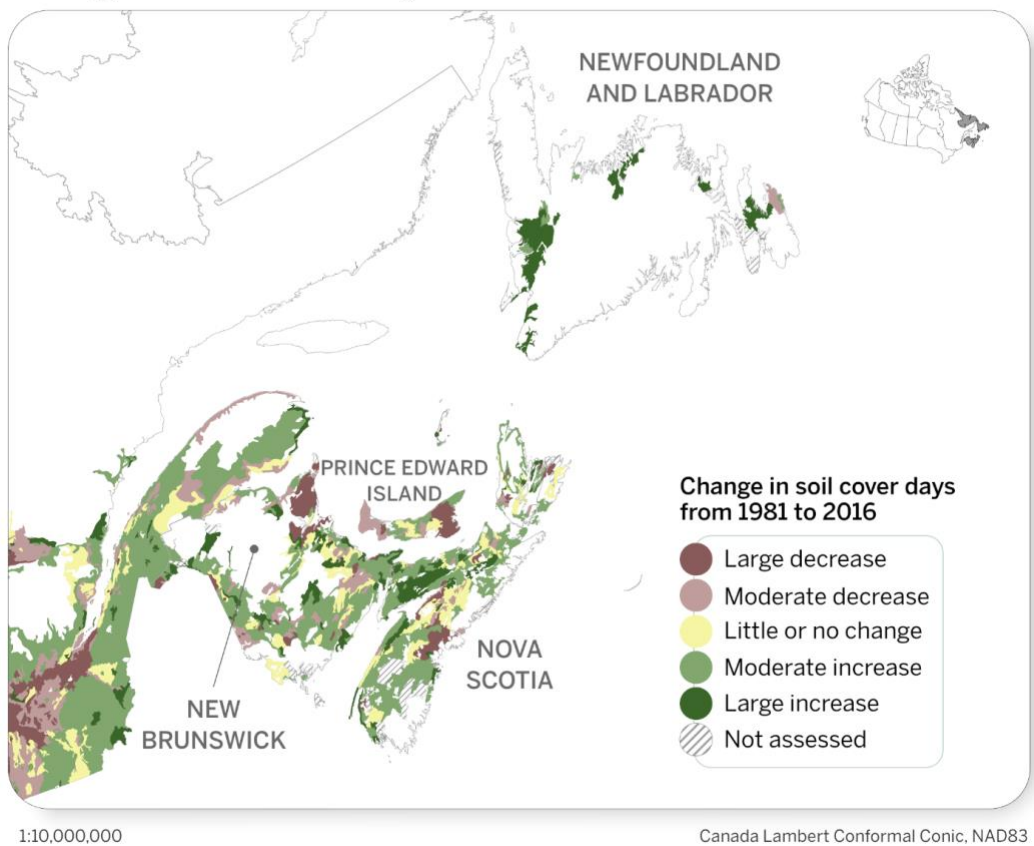 NEWFOUNDLAND
AND LABRADOR
PRINCE EDWARD
ISLAND
NOVA
SCOTIA
NEW
BRUNSWICK
Change in soil cover days
from 1981 to 2016
Large decrease
Moderate decrease
Little or no change
Moderate increase
Large increase
Not assessed
1:10,000,000
Canada Lambert Conformal Conic, NAD83